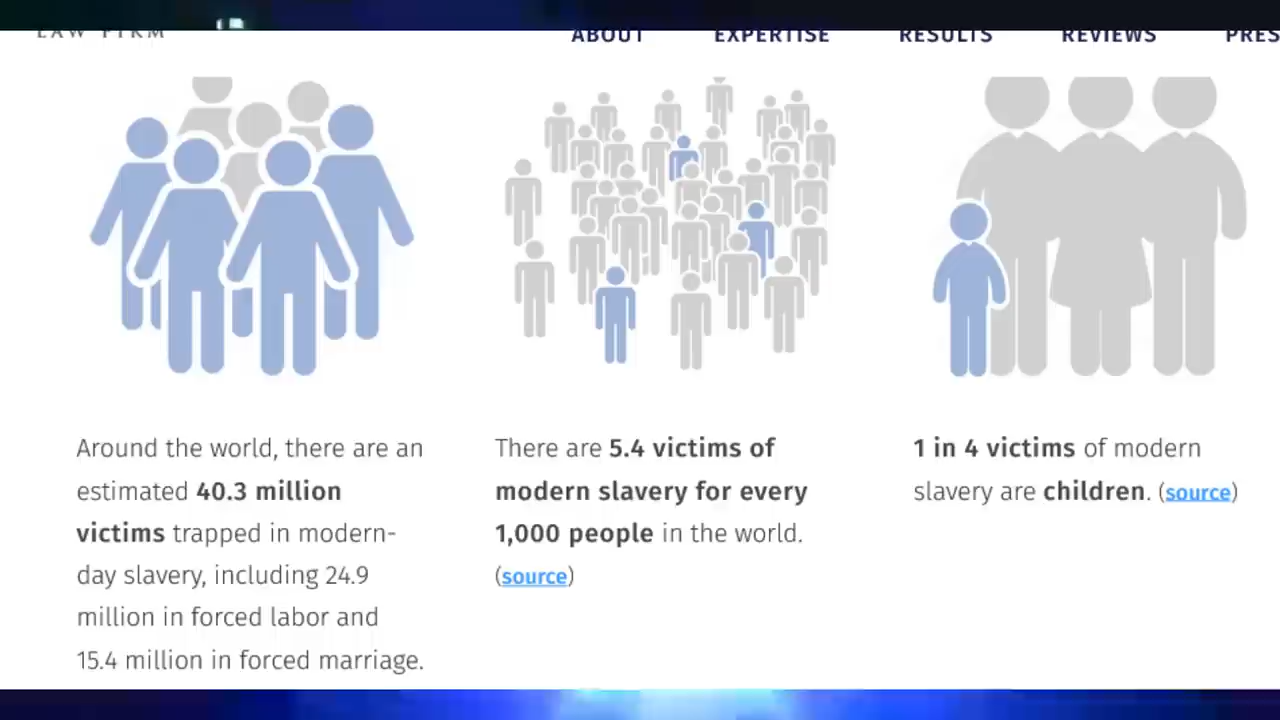 LAW FIRM
ABOUT EXPERTISE RESULTS REVIEWS PRES
Around the world, there are an
estimated 40.3 million
victims trapped in modern-
day slavery, including 24.9
million in forced labor and
15.4 million in forced marriage.
There are 5.4 victims of
modern slavery for every
1,000 people in the world.
(source)
1 in 4 victims of modern
slavery are children. (source)